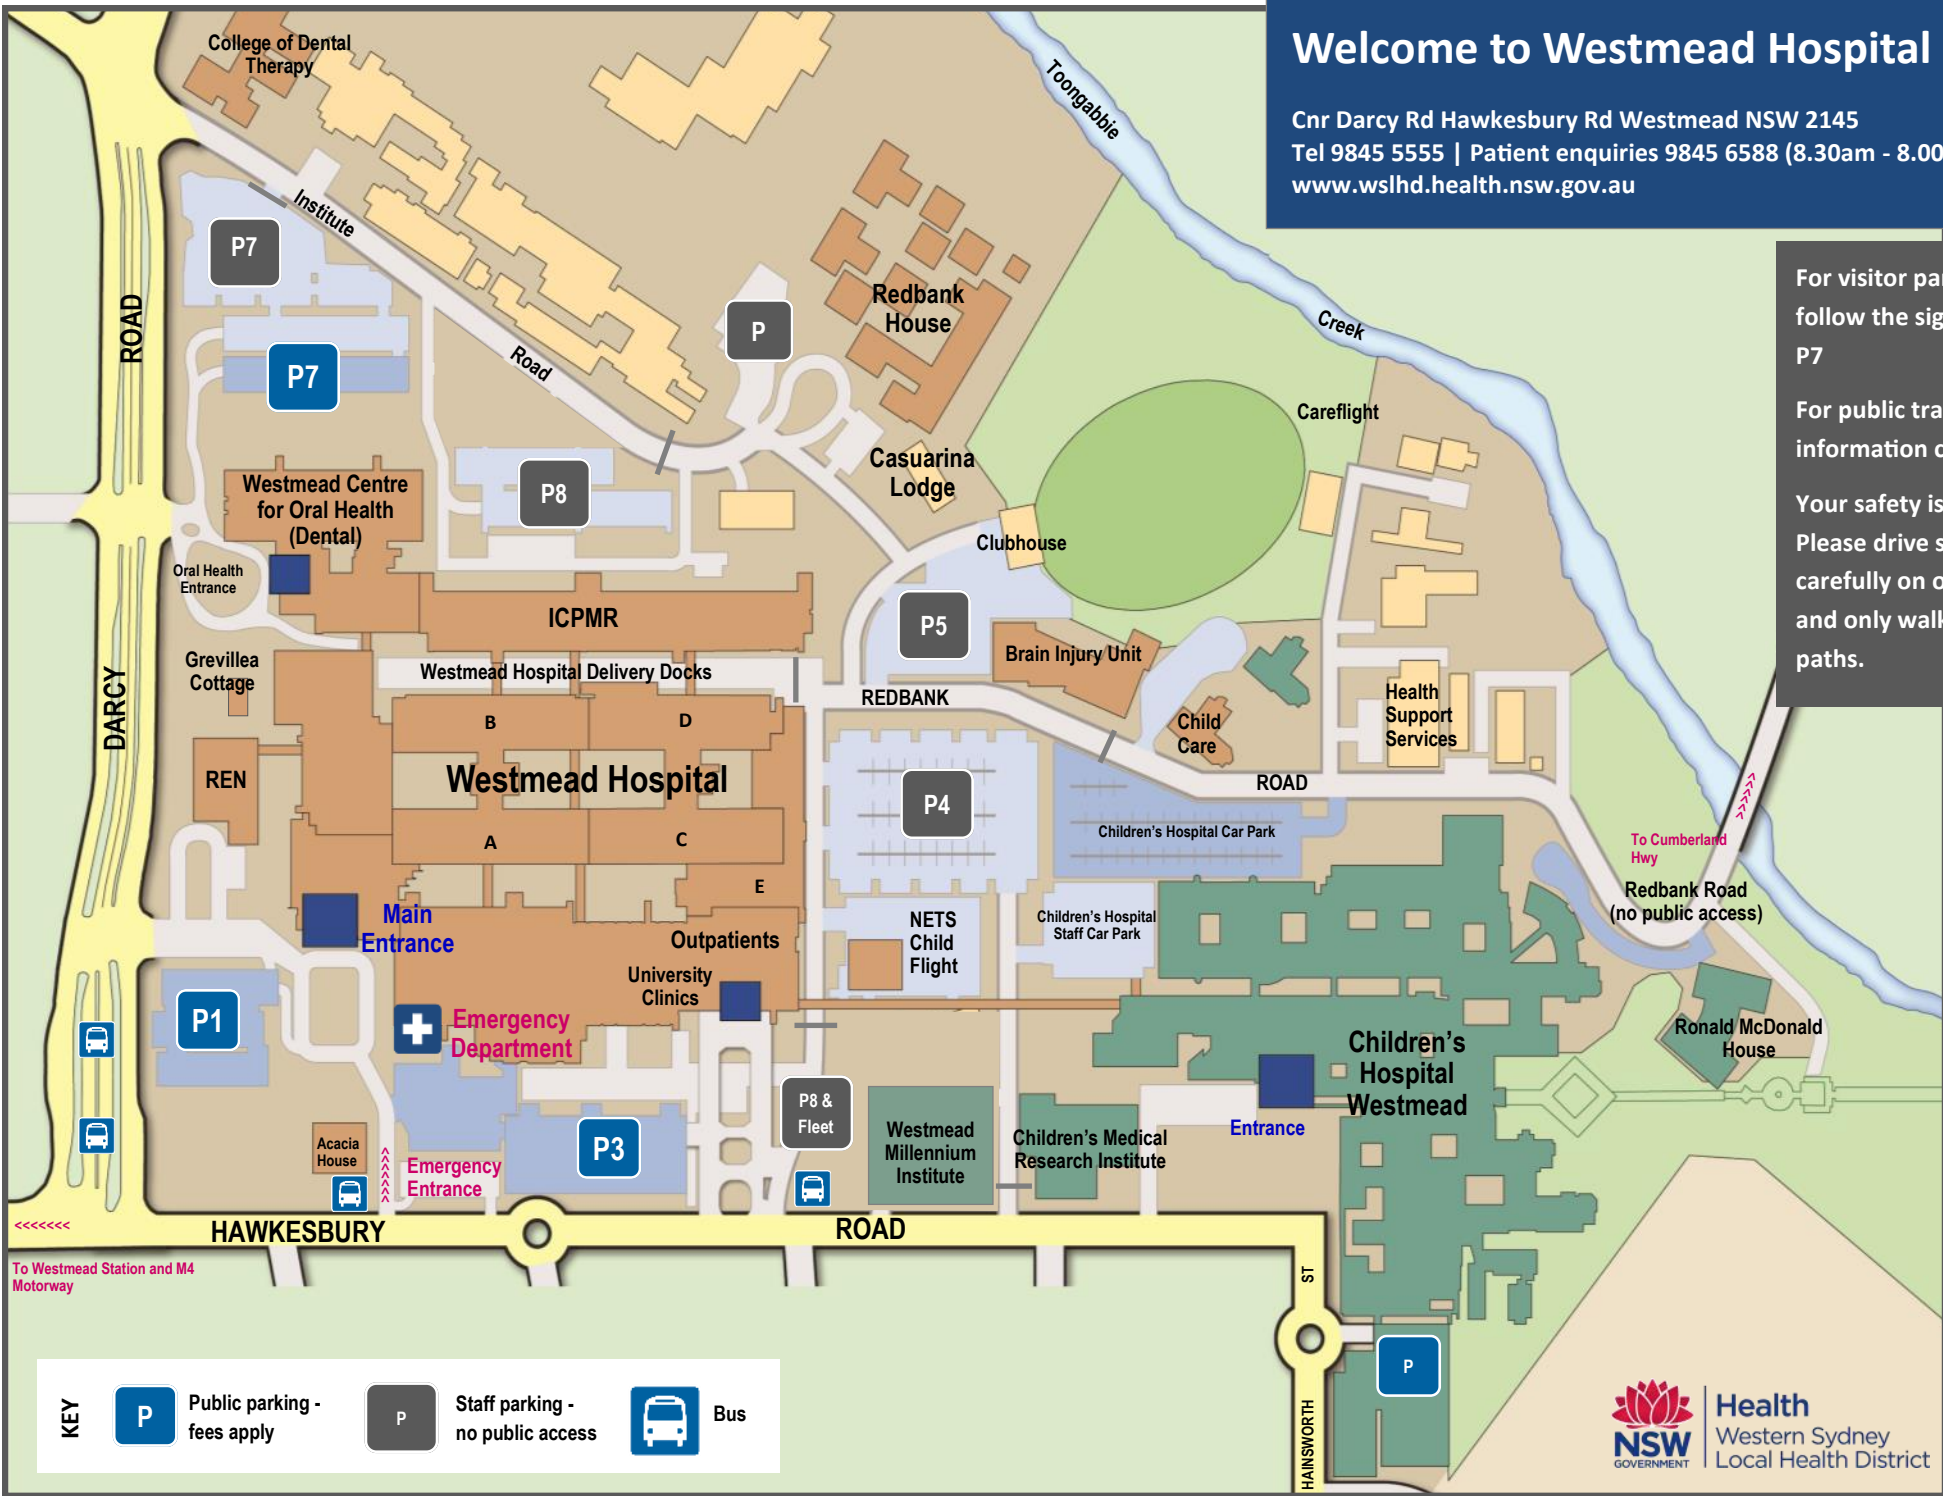 Welcome to Westmead Hospital
Cnr Darcy Rd Hawkesbury Rd Westmead NSW 2145
Tel 9845 5555 | Patient enquiries 9845 6588 (8.30am - 8.00
www.wslhd.health.nsw.gov.au
For visitor
follow the
P7
For public
information
Your safety is
Please drive
carefully on
and only
paths.
College of Dental
Therapy
Toongabbie
Creek
Institute
Road
P7
P7
P
Redbank
House
Careflight
Casuarina
Lodge
Clubhouse
P8
Westmead Centre
for Oral Health
(Dental)
Oral Health
Entrance
ICPMR
P5
Brain Injury Unit
Grevillea
Cottage
Westmead Hospital Delivery Docks
REDBANK
ROAD
Child
Care
Health
Support
Services
B
D
REN
Westmead Hospital
A
C
E
P4
Children's Hospital Car Park
To Cumberland
Hwy
>>>>>>
Redbank Road
(no public access)
Main
Entrance
Outpatients
University
Clinics
NETS
Child
Flight
Children's Hospital
Staff Car Park
P1
Emergency
Department
Children's
Hospital
Westmead
Ronald McDonald
House
Entrance
Acacia
House
Emergency
Entrance
>>>>>>>
P3
P8 &
Fleet
Westmead
Millennium
Institute
Children's Medical
Research Institute
ROAD
DARCY
HAWKESBURY
ROAD
<<<<<<<
To Westmead Station and M4
Motorway
HAINSWORTH
ST
P
KEY
P
Public parking -
fees apply
P
Staff parking -
no public access
Bus
NSW
GOVERNMENT
Health
Western Sydney
Local Health District